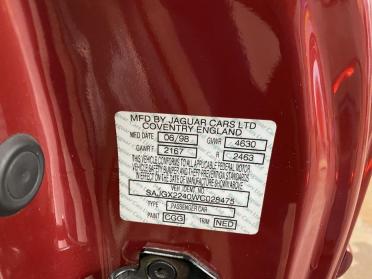 MFD BY JAGUAR CARS LTD
COVENTRY ENGLAND
DATE 06/98 GVWR 4630
GAWR F 2167 R 2463
THIS VEHICLE CONFORMS TO ALL APPLICABLE FEDERAL MOTOR
VEHICLE SAFETY BUMPER AND THEFT PREVENTION STANDARDS
IN EFFECT ON THE DATE OF MANUFACTURE SHOWN ABOVE
VEH. IDENT. NO.
SAJGX2240WC029475
TYPE PASSENGER CAR
PAINT CGG TRIM NED